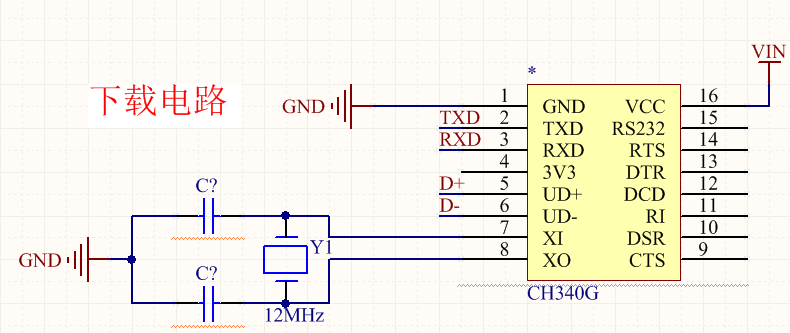 下载电路
VIN
*
GND
1 GND VCC 16
TXD 2 TXD RS232 15
RXD 3 RXD RTS 14
4 3V3 DTR 13
D+ 5 UD+ DCD 12
D- 6 UD- RI 11
7 XI DSR 10
8 XO CTS 9
CH340G
C?
Y1
GND
C?
12MHz